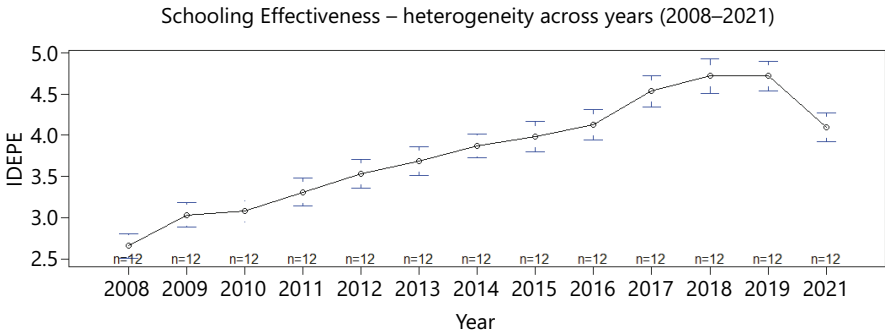 Schooling Effectiveness – heterogeneity across years (2008–2021)
5.0
4.5
4.0
3.5
3.0
2.5
IDEPE
n=12 n=12 n=12 n=12 n=12 n=12 n=12 n=12 n=12 n=12 n=12 n=12 n=12
2008 2009 2010 2011 2012 2013 2014 2015 2016 2017 2018 2019 2021
Year